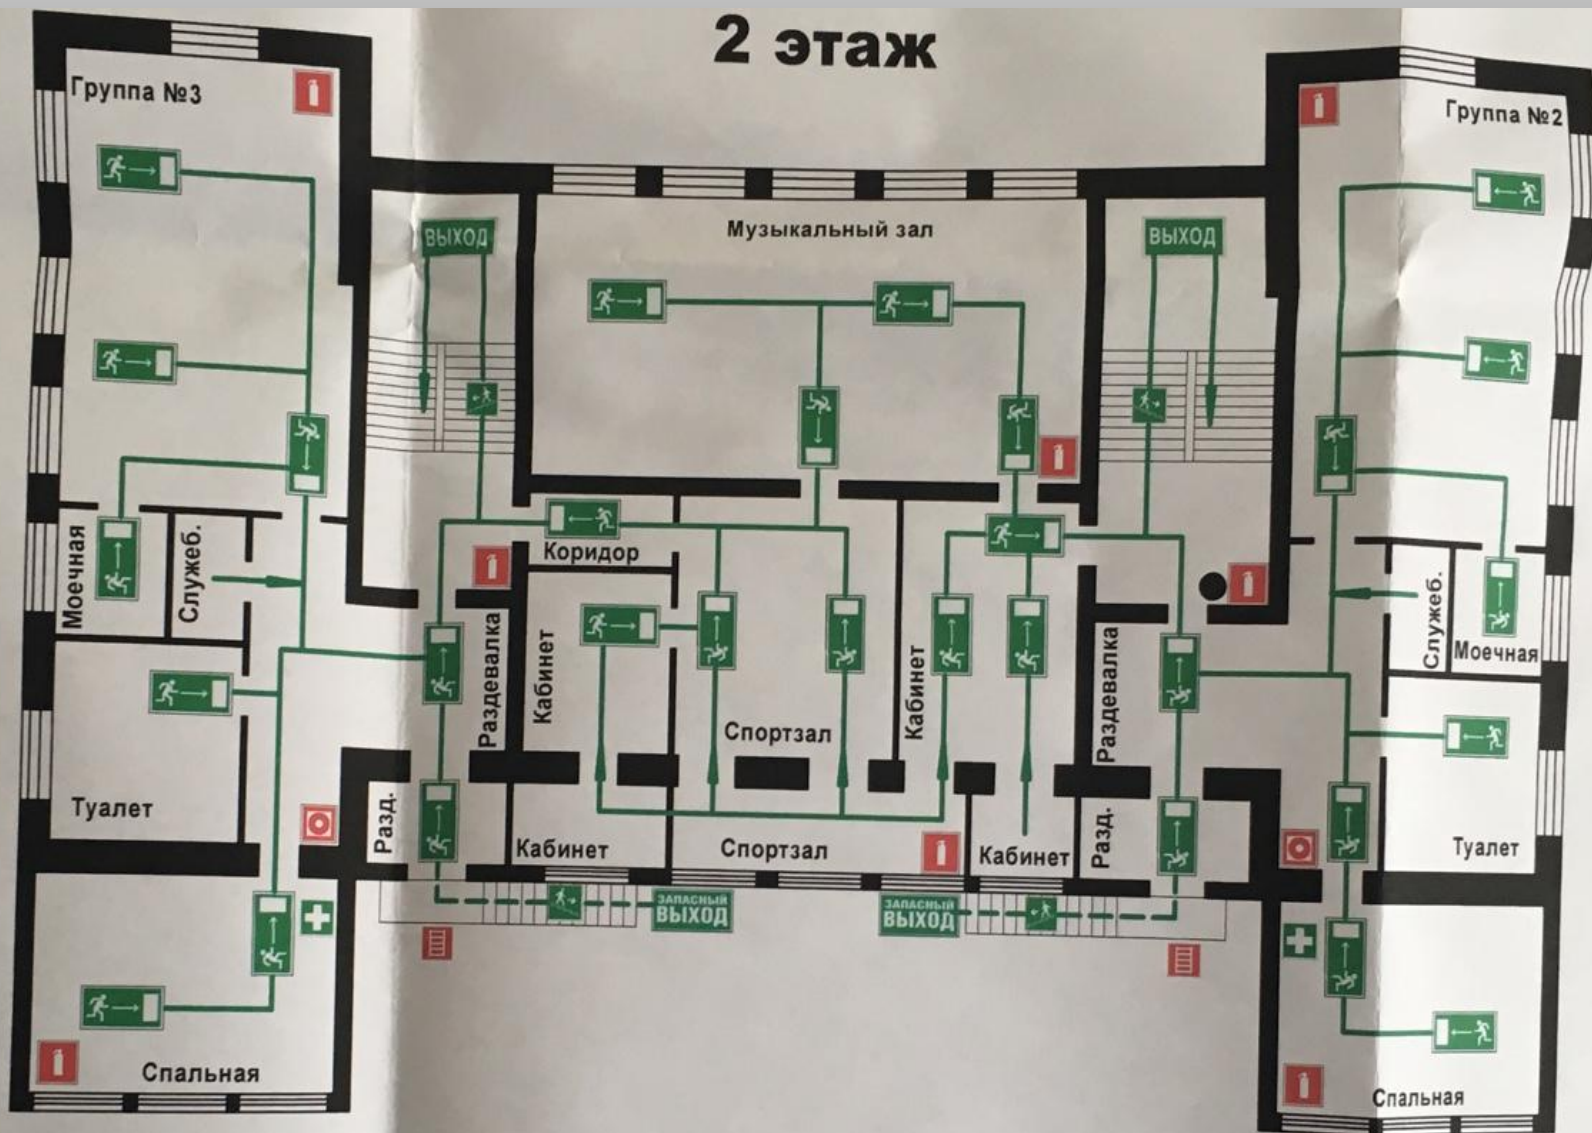 2 этаж
Группа №3
Группа №2
ВЫХОД
Музыкальный зал
ВЫХОД
Моечная
Служеб.
Коридор
Раздевалка
Кабинет
Спортзал
Кабинет
Раздевалка
Служеб.
Моечная
Туалет
Разд.
Кабинет
Спортзал
Кабинет
Разд.
Туалет
ЗАПАСНЫЙ
ВЫХОД
ЗАПАСНЫЙ
ВЫХОД
Спальная
Спальная